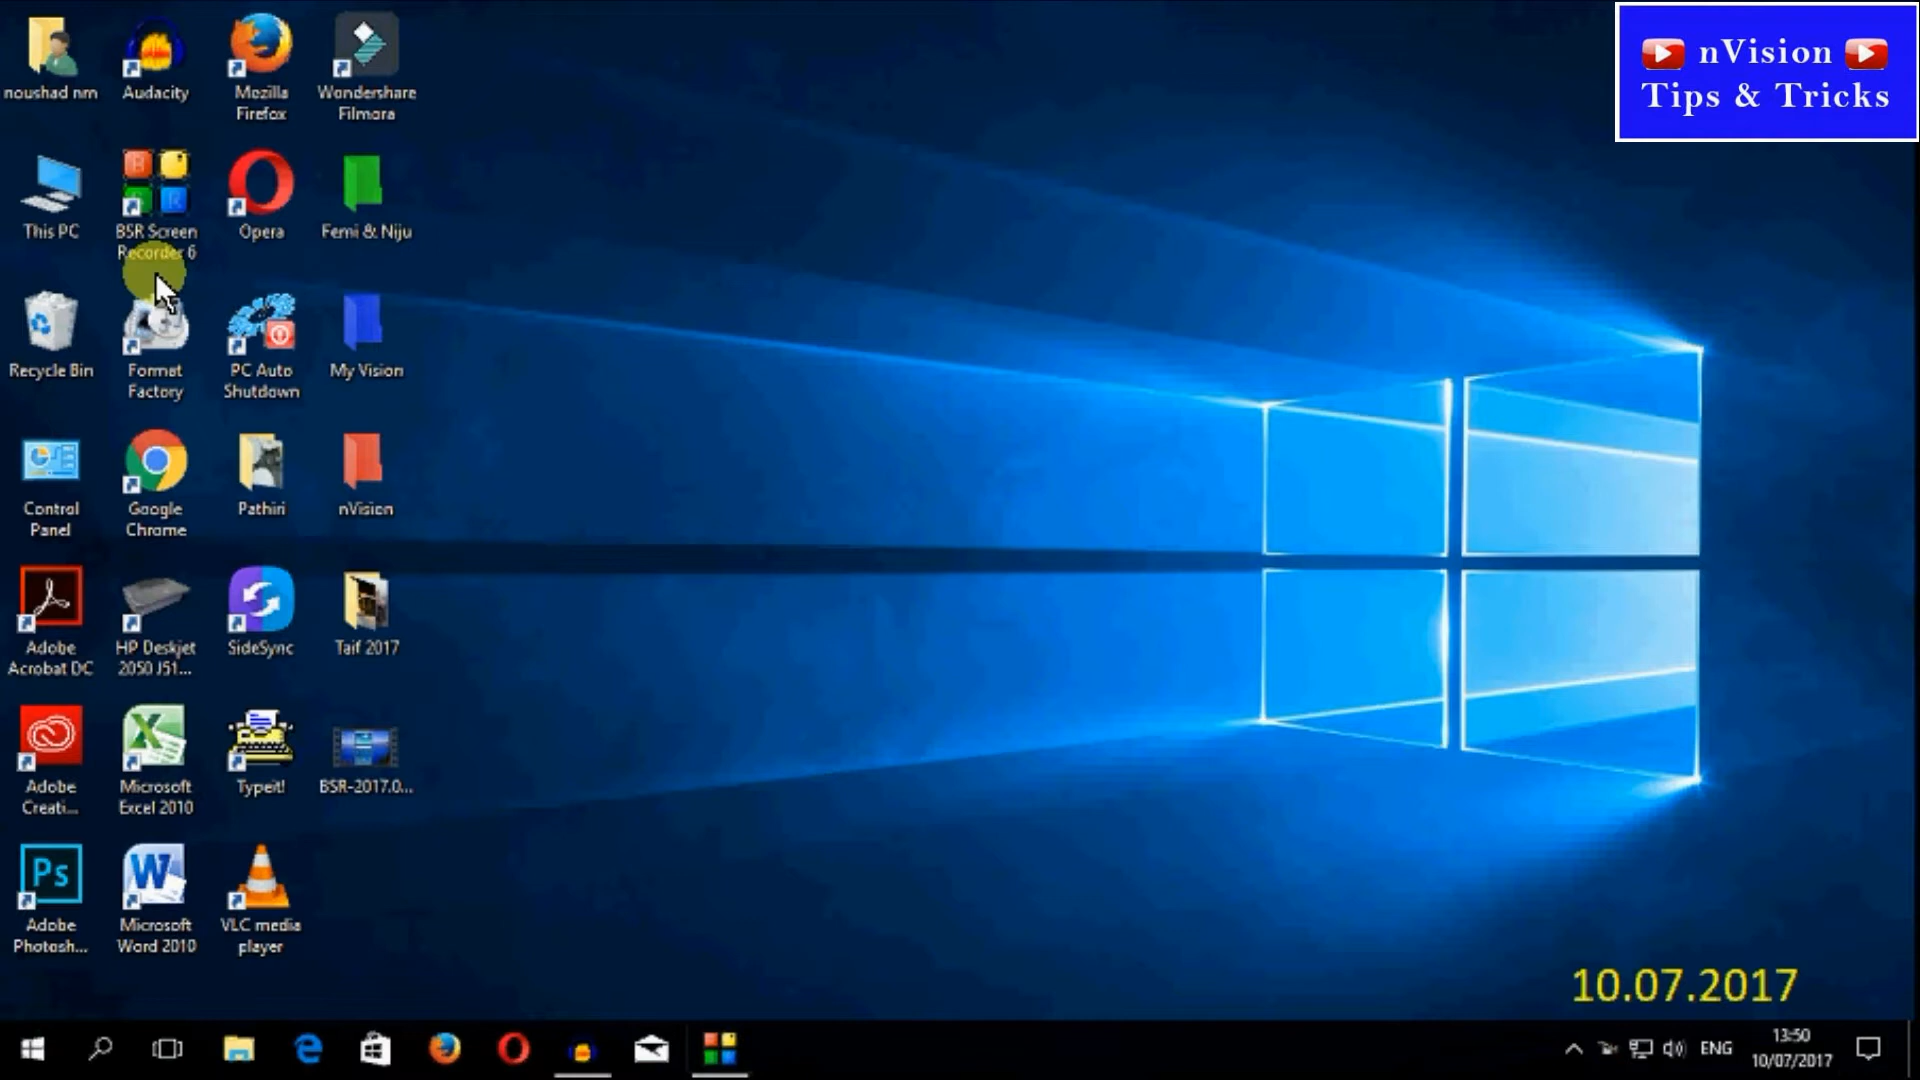 nVision
Tips & Tricks
noushad nm
Audacity
Mozilla
Firefox
Wondershare
Filmora
This PC
BSR Screen
Recorder 6
Opera
Femi & Niju
Recycle Bin
Format
Factory
PC Auto
Shutdown
My Vision
Control
Panel
Google
Chrome
Pathiri
nVision
Adobe
Acrobat DC
HP Deskjet
2050 J51...
SideSync
Taif 2017
Adobe
Creati...
Microsoft
Excel 2010
Typeit!
BSR-2017.0...
Ps
Adobe
Photosh...
Microsoft
Word 2010
VLC media
player
10.07.2017
ENG
13:50
10/07/2017